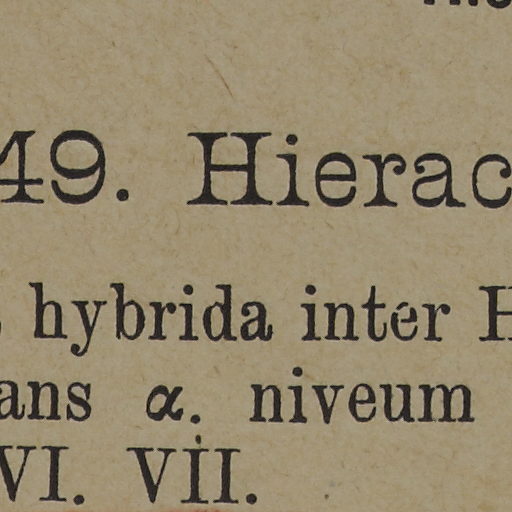 49. Hierac
hybrida inter H
ans α. niveum
VI. VII.